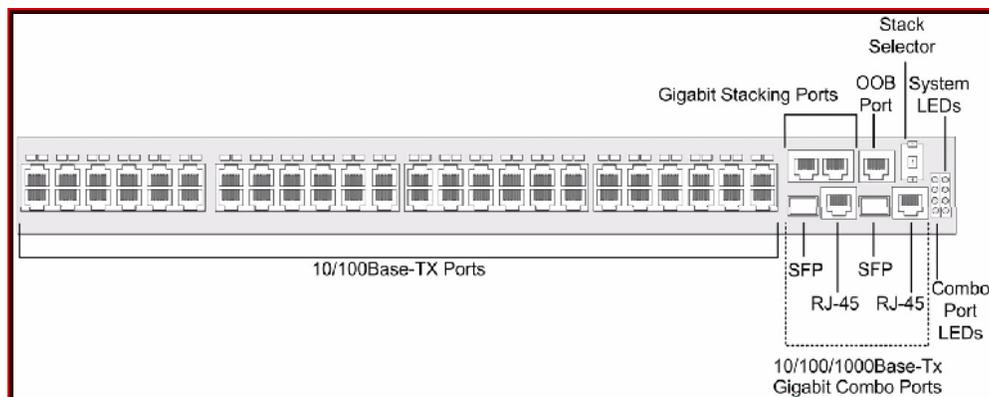 Stack
Selector
Gigabit Stacking Ports
OOB
Port
System
LEDs
10/100Base-TX Ports
SFP
SFP
RJ-45
RJ-45
Combo
Port
LEDs
10/100/1000Base-Tx
Gigabit Combo Ports